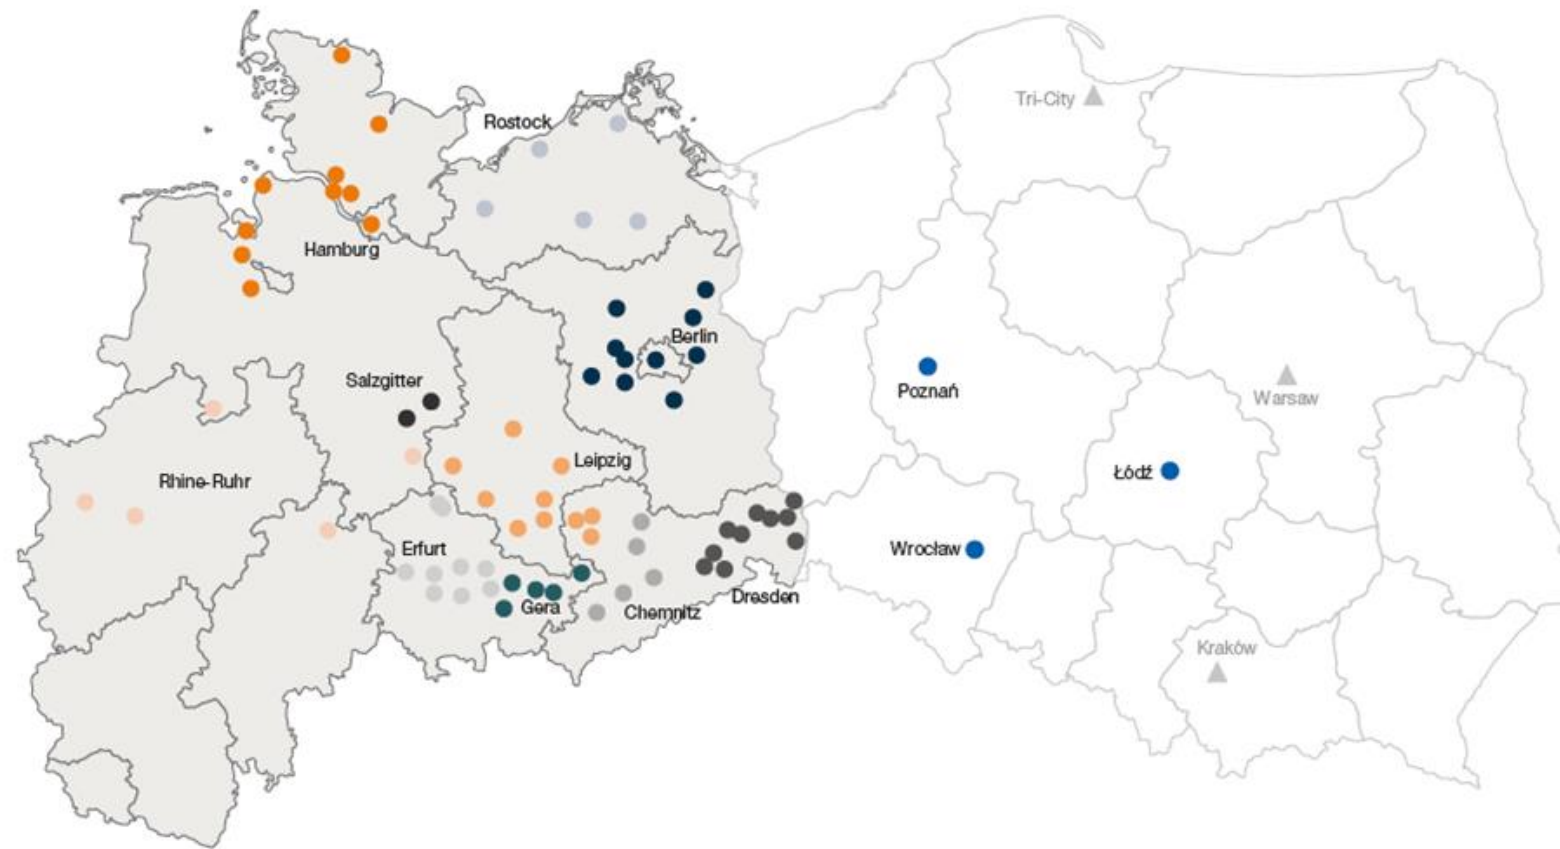 Tri-City
Rostock
Hamburg
Berlin
Salzgitter
Poznań
Warsaw
Leipzig
Łódź
Rhine-Ruhr
Erfurt
Wrocław
Gera
Chemnitz
Dresden
Kraków